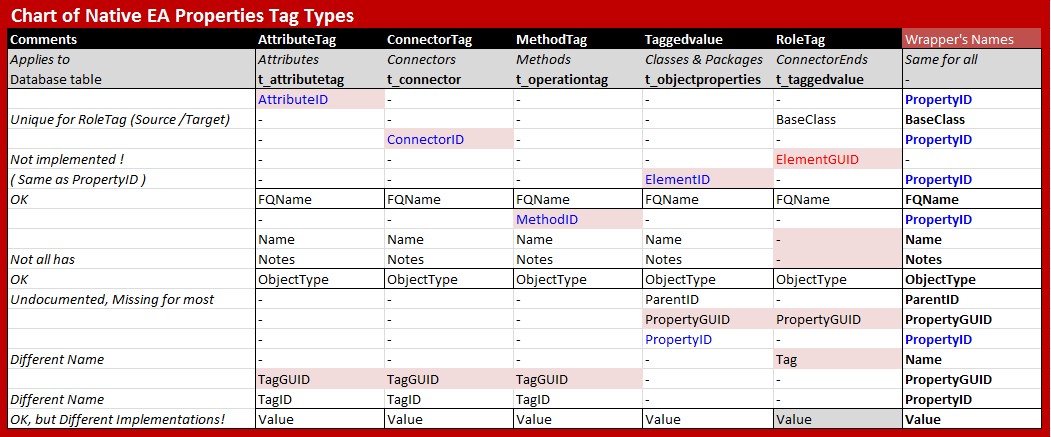 Chart of Native EA Properties Tag Types
Comments AttributeTag ConnectorTag MethodTag Taggedvalue RoleTag Wrapper's Names
Applies to Attributes Connectors Methods Classes & Packages ConnectorEnds Same for all
Database table t_attributetag t_connector t_operationtag t_objectproperties t_taggedvalue -
AttributeID - - - - PropertyID
Unique for RoleTag (Source /Target) - - - - BaseClass BaseClass
- ConnectorID - - - PropertyID
Not implemented ! - - - - ElementGUID -
( Same as PropertyID ) - - - ElementID - PropertyID
OK FQName FQName FQName FQName FQName FQName
- - MethodID - - PropertyID
Name Name Name Name - Name
Not all has Notes Notes Notes Notes - Notes
OK ObjectType ObjectType ObjectType ObjectType ObjectType ObjectType
Undocumented, Missing for most - - - ParentID - ParentID
- - - PropertyGUID PropertyGUID PropertyGUID
- - - PropertyID - PropertyID
Different Name - - - - Tag Name
TagGUID TagGUID TagGUID - - PropertyGUID
Different Name TagID TagID TagID - - PropertyID
OK, but Different Implementations! Value Value Value Value Value Value